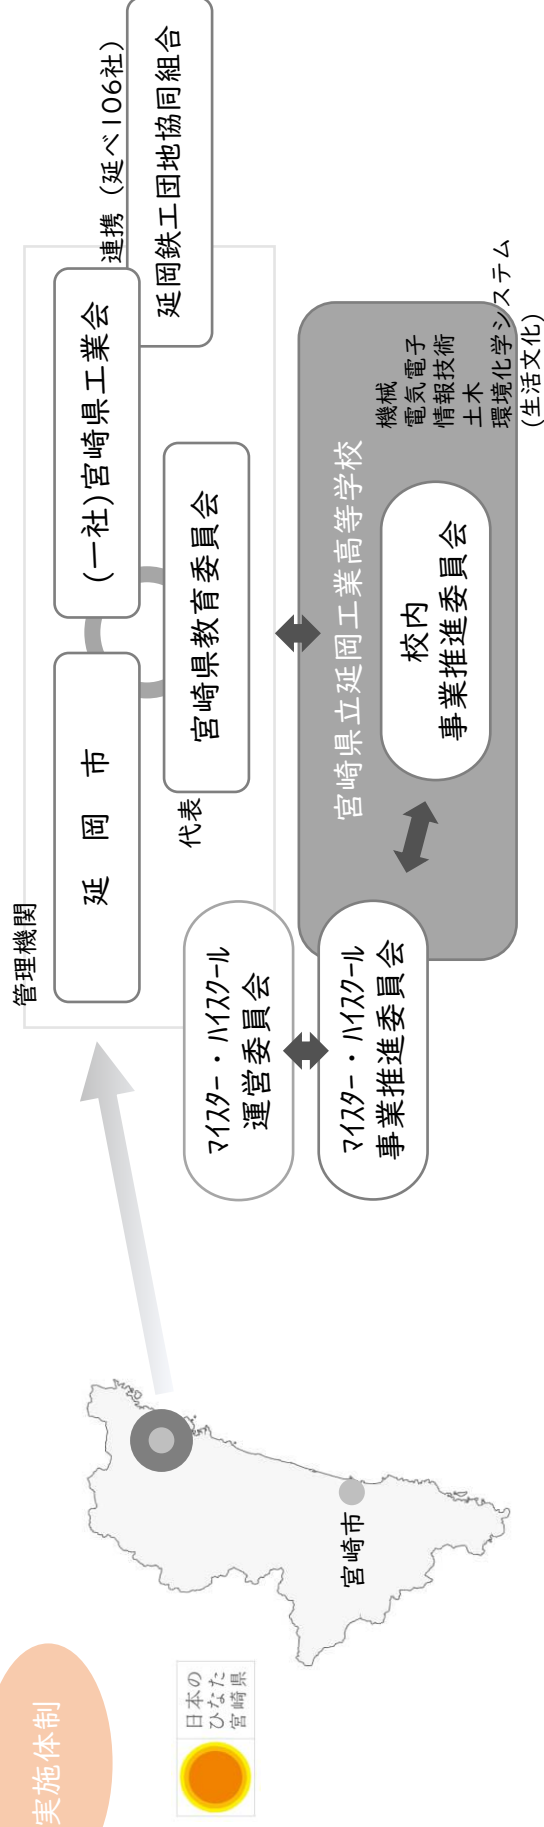 実施体制
日本の
ひなた
宮崎県
宮崎市
管理機関
延 岡 市
(一社)宮崎県工業会
連携 (延べ106社)
延岡鉄工団地協同組合
代表
宮崎県教育委員会
マイスター・ハイスクール
運営委員会
マイスター・ハイスクール
事業推進委員会
宮崎県立延岡工業高等学校
校内
事業推進委員会
機械
電気電子
情報技術
土木
環境化学システム
(生活文化)